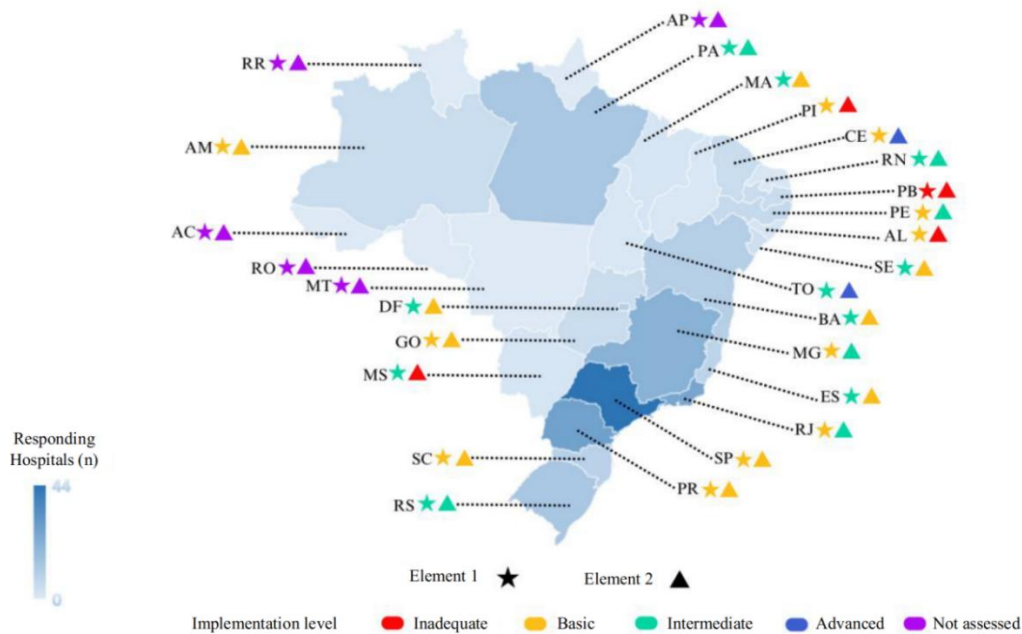 AP
RR
PA
MA
PI
CE
AM
RN
PB
PE
AC
AL
RO
SE
MT
TO
DF
BA
GO
MG
MS
ES
RJ
SC
SP
PR
RS
Responding
Hospitals (n)
44
0
Element 1
Element 2
Implementation level
Inadequate
Basic
Intermediate
Advanced
Not assessed